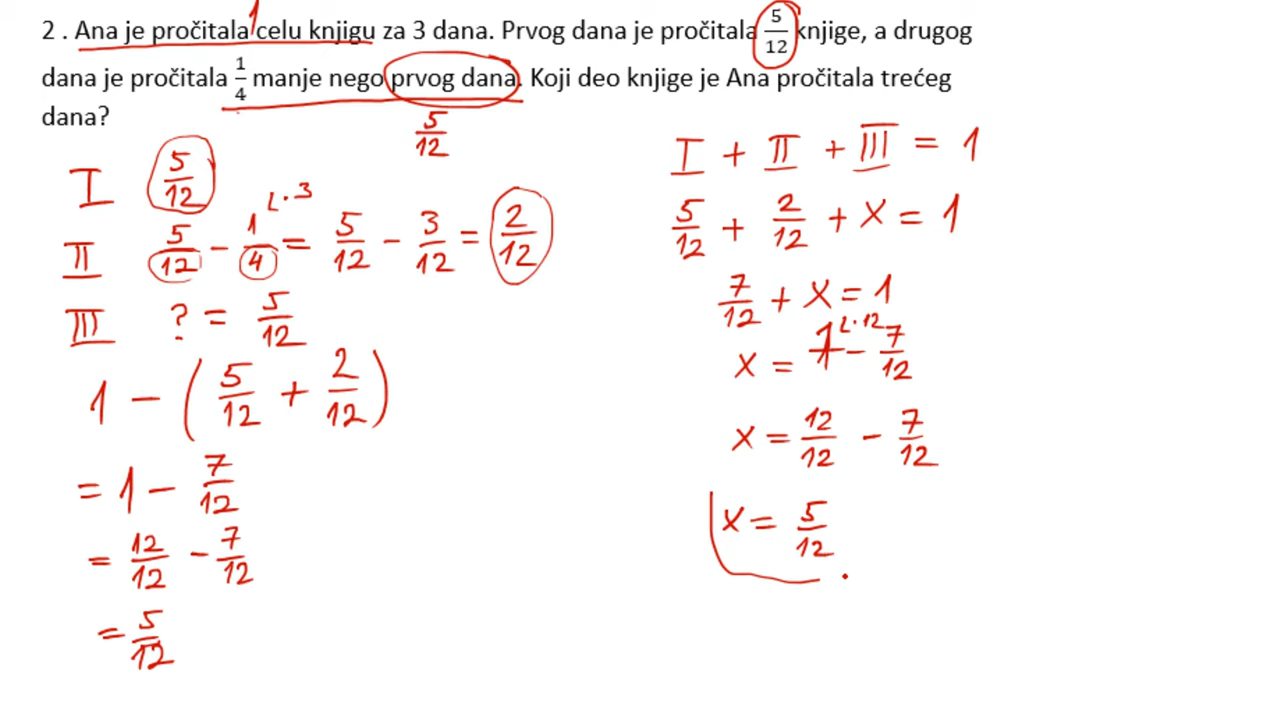 2 . Ana je pročitala 1 celu knjigu za 3 dana. Prvog dana je pročitala 5/12 knjige, a drugog
dana je pročitala 1/4 manje nego prvog dana. Koji deo knjige je Ana pročitala trećeg
dana?
5/12
I 5/12
II 5/12 - 1/4 L·3 = 5/12 - 3/12 = 2/12
III ? = 5/12
1 - (5/12 + 2/12)
= 1 - 7/12
= 12/12 - 7/12
= 5/12
I + II + III = 1
5/12 + 2/12 + x = 1
7/12 + x = 1
x = 1 L·12 - 7/12
x = 12/12 - 7/12
x = 5/12